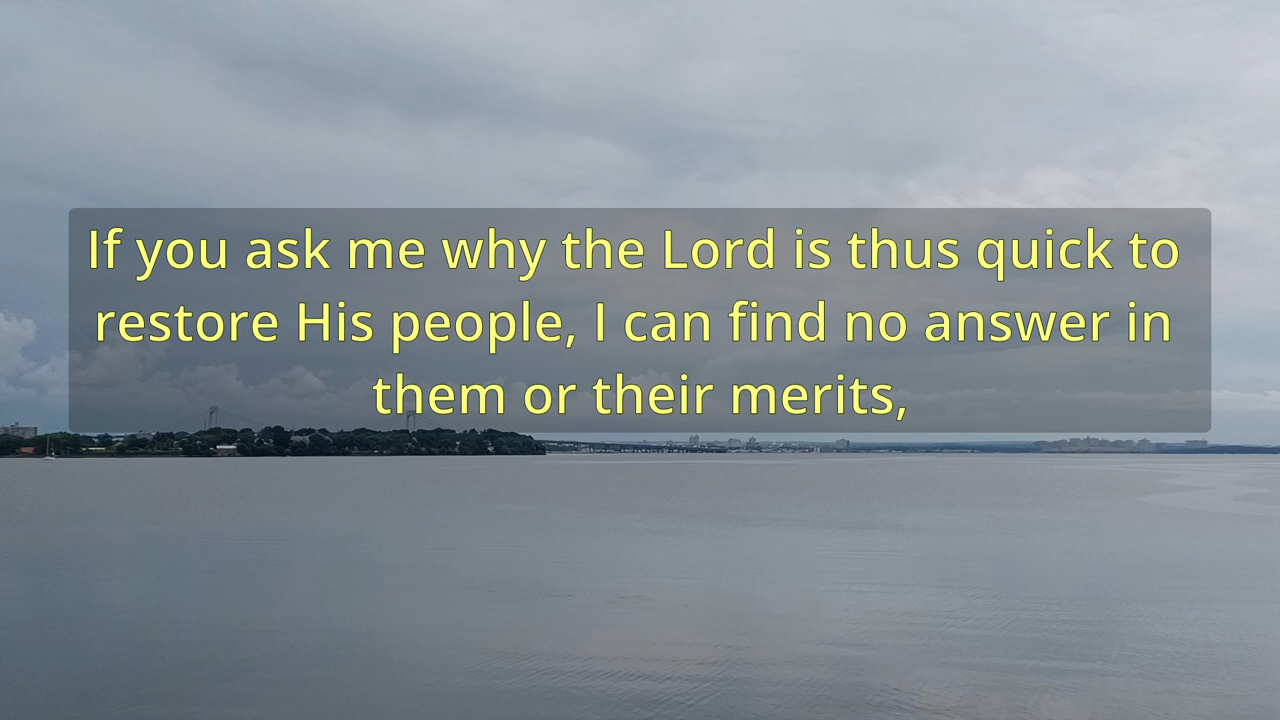 If you ask me why the Lord is thus quick to
restore His people, I can find no answer in
them or their merits,